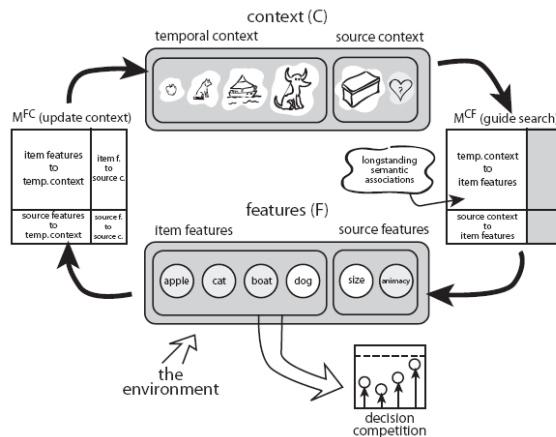 context (C)
temporal context
source context
?
M^FC (update context)
item features
to
temp.context
item f.
to
source c.
source features
to
temp.context
source f.
to
source c.
M^CF (guide search)
temp.context
to
item features
source context
to
item features
longstanding
semantic
associations
features (F)
item features
source features
apple
cat
boat
dog
size
animacy
the
environment
decision
competition